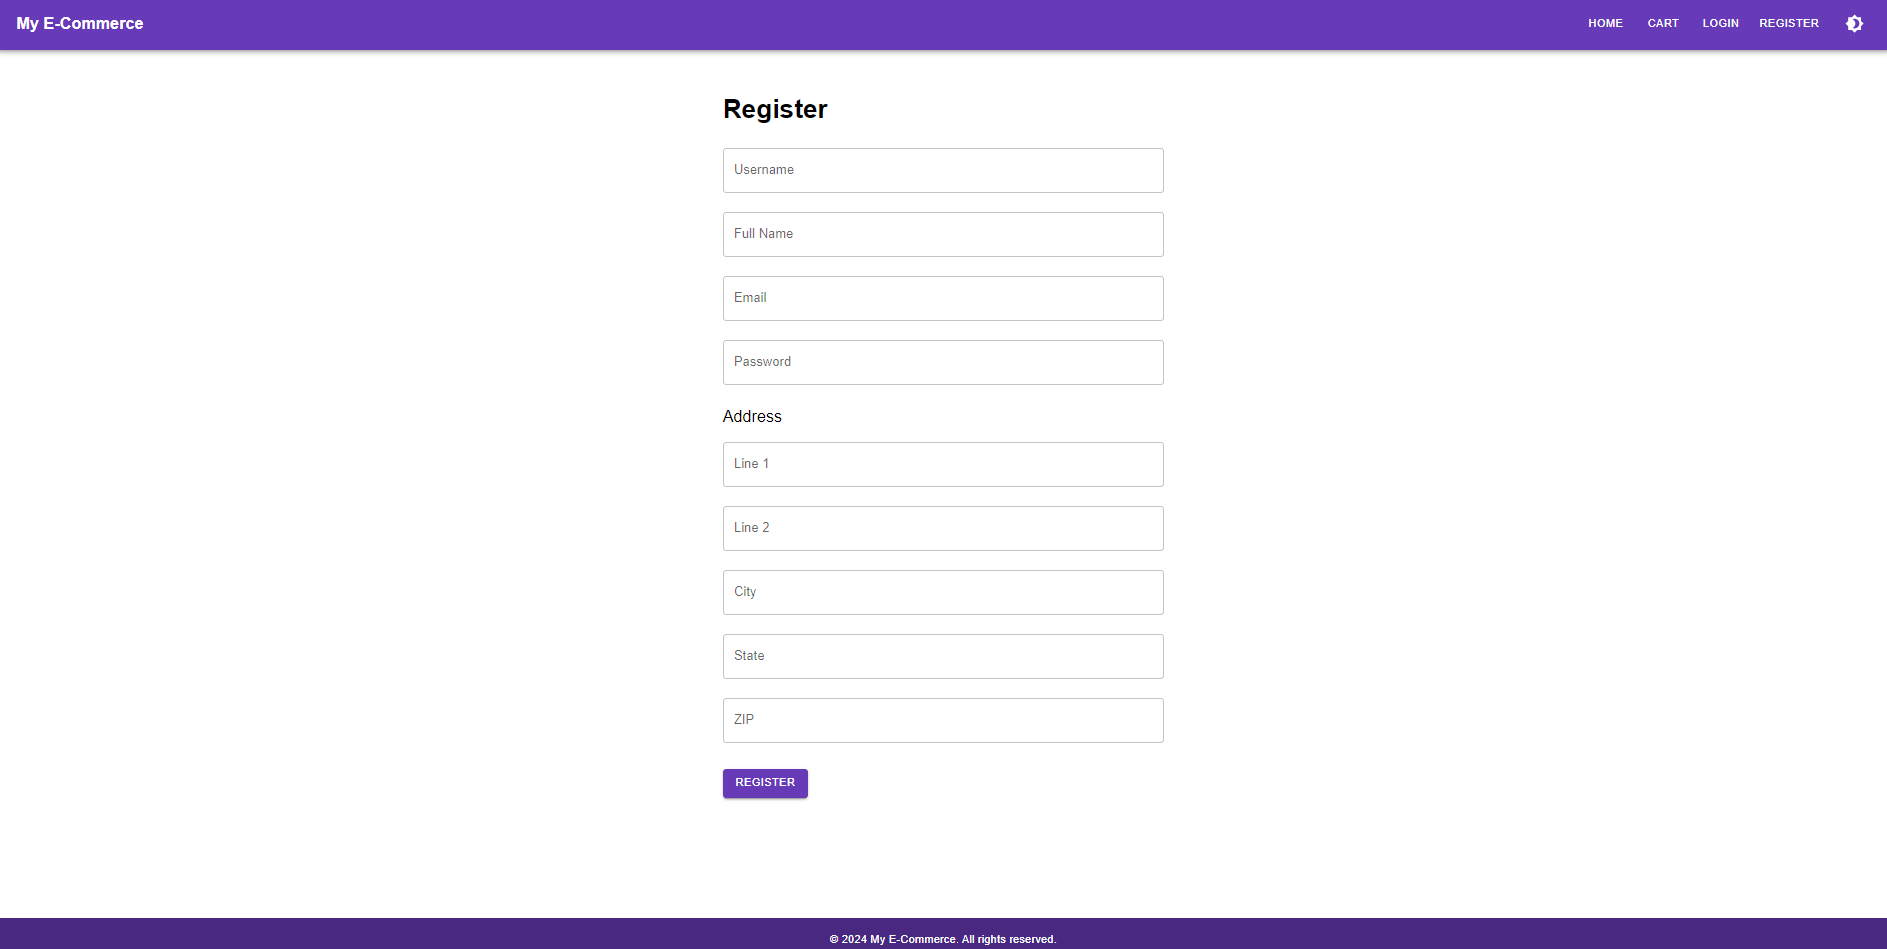 My E-Commerce HOME CART LOGIN REGISTER
Register
Username
Full Name
Email
Password
Address
Line 1
Line 2
City
State
ZIP
REGISTER
© 2024 My E-Commerce. All rights reserved.